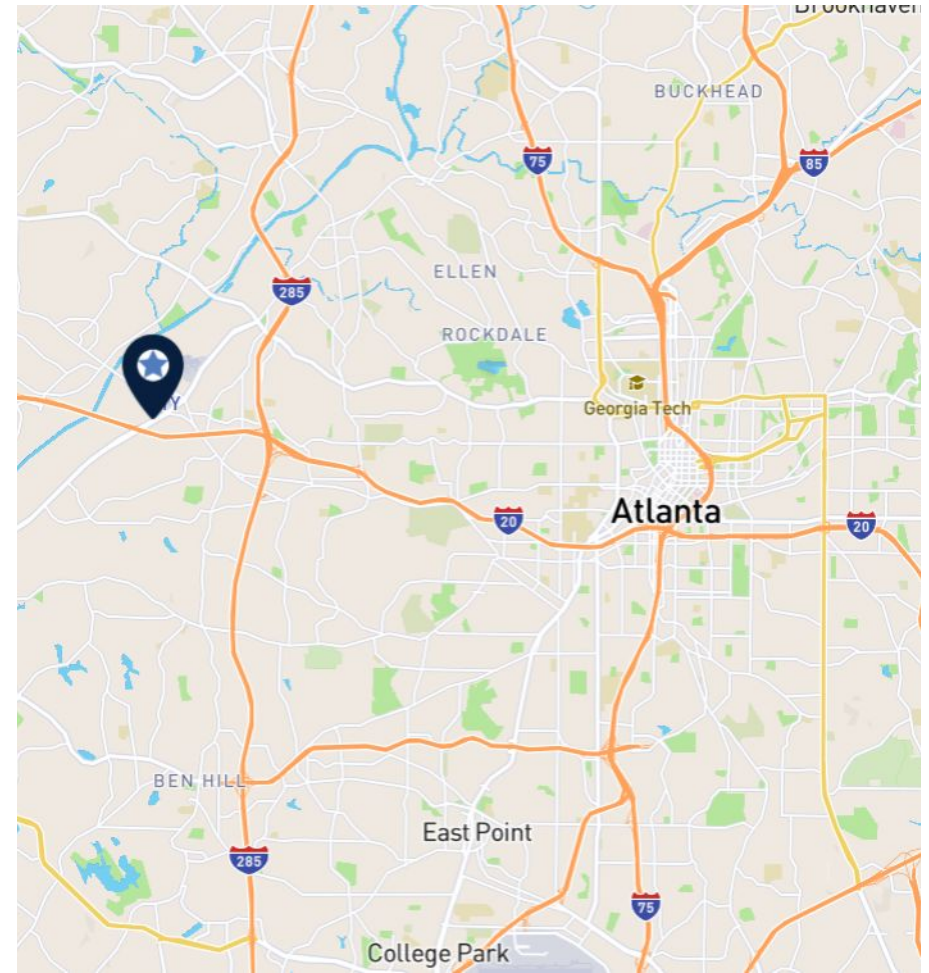 Brookhaven
BUCKHEAD
75
85
ELLEN
285
ROCKDALE
Georgia Tech
Atlanta
20
20
BEN HILL
East Point
285
75
College Park